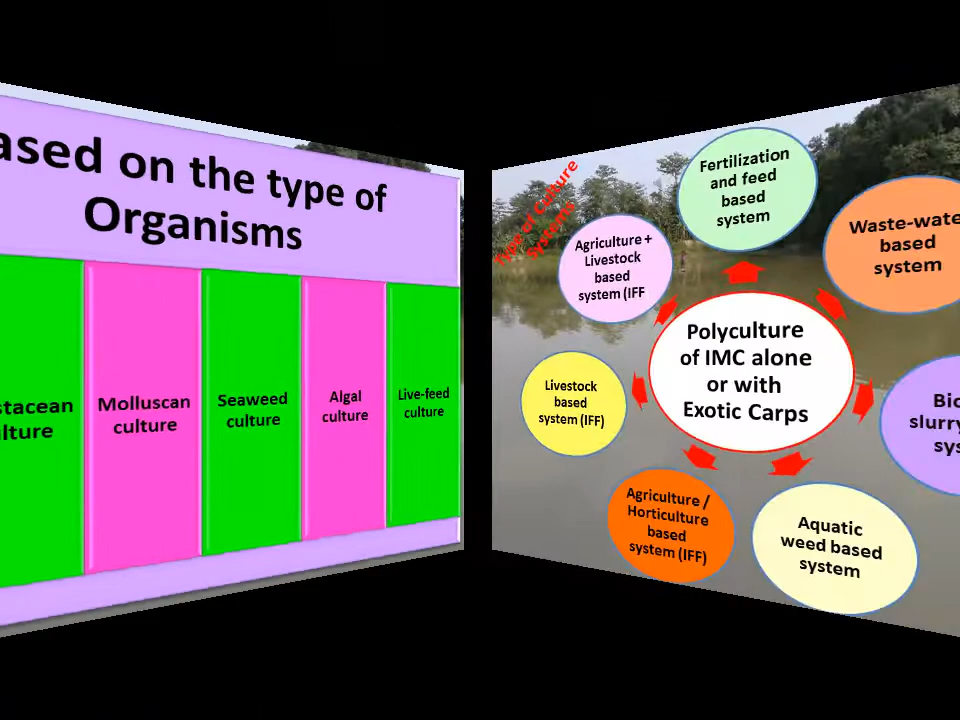 ased on the type of
Organisms
stacean
lture
Molluscan
culture
Seaweed
culture
Algal
culture
Live-feed
culture
Type of Culture
Systems
Fertilization
and feed
based
system
Waste-wate
based
system
Agriculture +
Livestock
based
system (IFF
Polyculture
of IMC alone
or with
Exotic Carps
Livestock
based
system (IFF)
Bio
slurry
sys
Agriculture /
Horticulture
based
system (IFF)
Aquatic
weed based
system